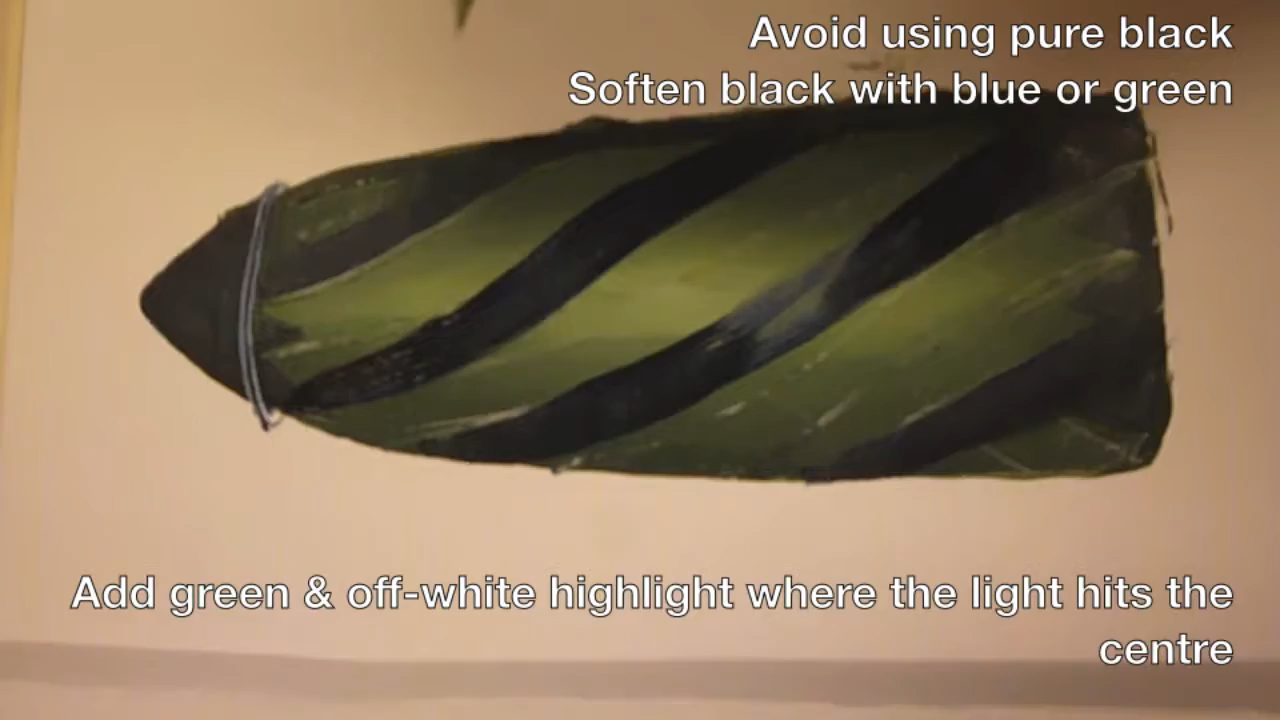 Avoid using pure black
Soften black with blue or green
Add green & off-white highlight where the light hits the
centre